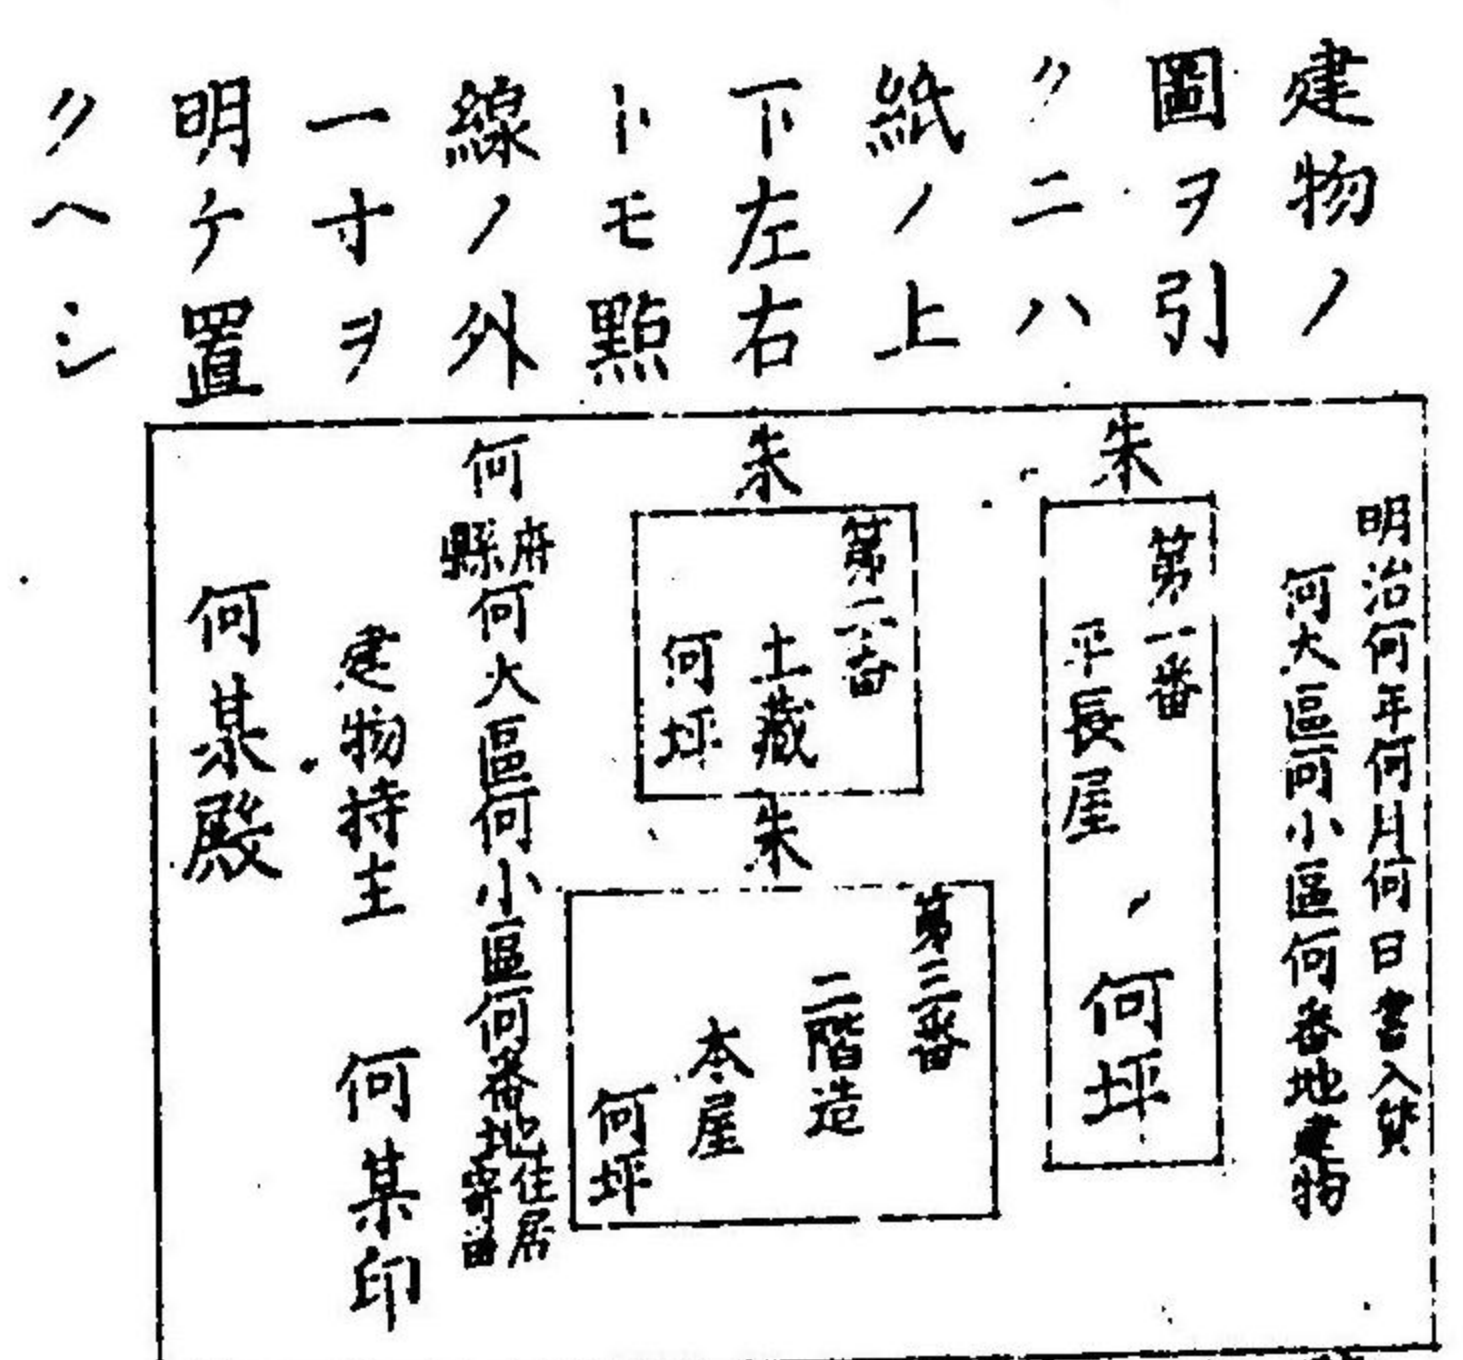 建物ノ
圖ヲ引
クニハ
紙ノ上
下左右
トモ點
線ノ外
一寸ヲ
明ケ置
クヘシ
明治何年何月何日書入質
何大區何小區何番地建物
朱
第一番
平長屋 何坪
朱
第二番
土藏
何坪
朱
第三番
二階造
本屋
何坪
何府縣何大區何小區何番地住居寄留
建物持主 何某印
何某殿